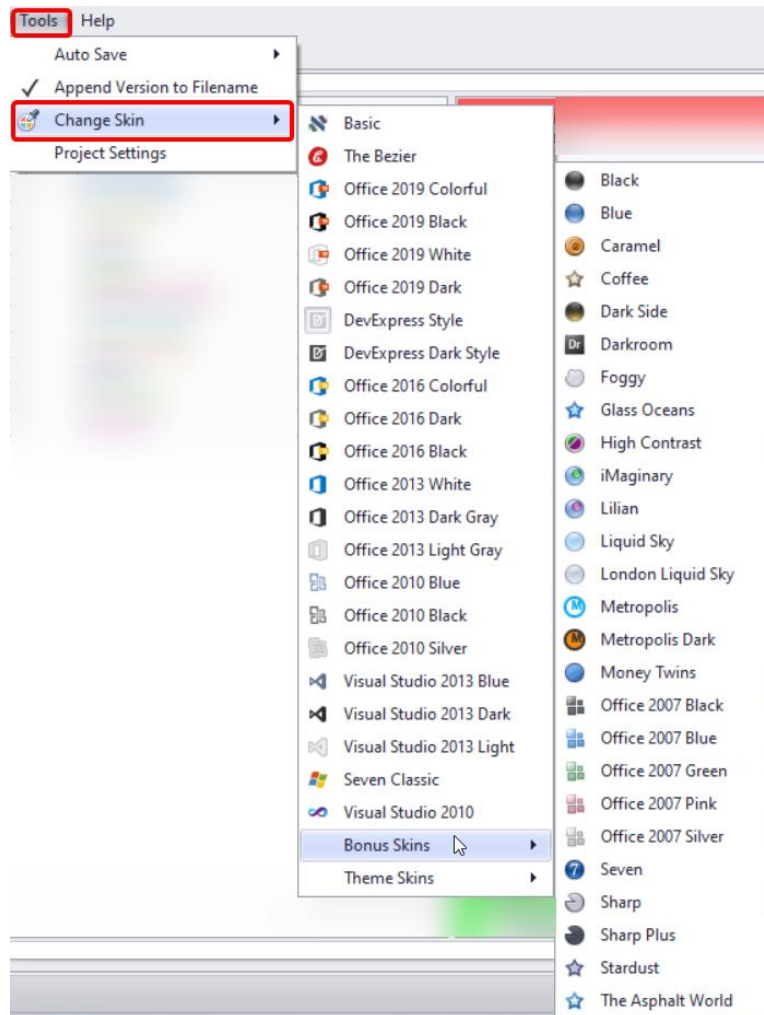 Tools Help
Auto Save
Append Version to Filename
Change Skin
Project Settings
Basic
The Bezier
Office 2019 Colorful
Office 2019 Black
Office 2019 White
Office 2019 Dark
DevExpress Style
DevExpress Dark Style
Office 2016 Colorful
Office 2016 Dark
Office 2016 Black
Office 2013 White
Office 2013 Dark Gray
Office 2013 Light Gray
Office 2010 Blue
Office 2010 Black
Office 2010 Silver
Visual Studio 2013 Blue
Visual Studio 2013 Dark
Visual Studio 2013 Light
Seven Classic
Visual Studio 2010
Bonus Skins
Theme Skins
Black
Blue
Caramel
Coffee
Dark Side
Dr Darkroom
Foggy
Glass Oceans
High Contrast
iMaginary
Lilian
Liquid Sky
London Liquid Sky
Metropolis
Metropolis Dark
Money Twins
Office 2007 Black
Office 2007 Blue
Office 2007 Green
Office 2007 Pink
Office 2007 Silver
7 Seven
Sharp
Sharp Plus
Stardust
The Asphalt World